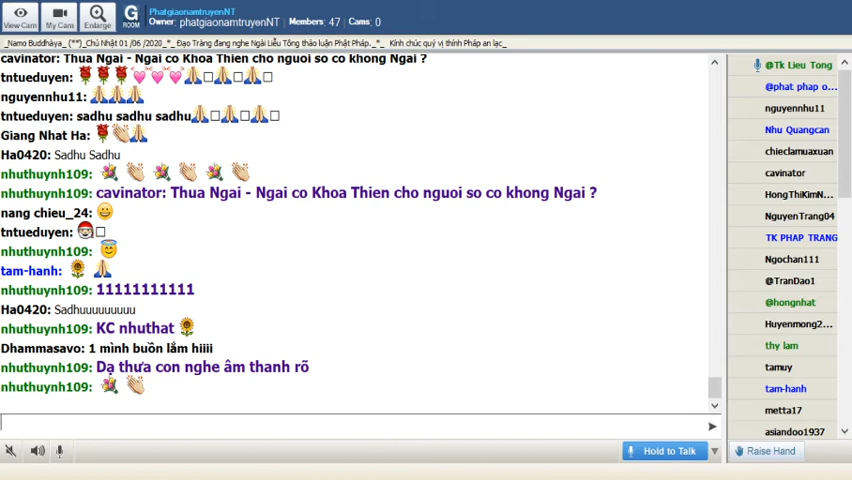 PhatgiaonamtruyenNT
Owner: phatgiaonamtruyenNT Members: 47 Cams: 0
View Cam
My Cam
Enlarge
G
ROOM
_Namo Buddhàya_ (**)_Chủ Nhật 01 /06 /2020_*_ Đạo Tràng đang nghe Ngài Liễu Tông thảo luận Phật Pháp._*_ Kính chúc quý vị thính Pháp an lạc_
cavinator: Thua Ngai - Ngai co Khoa Thien cho nguoi so co khong Ngai ?
tntueduyen:
nguyennhu11:
tntueduyen: sadhu sadhu sadhu
Giang Nhat Ha:
Ha0420: Sadhu Sadhu
nhuthuynh109:
nhuthuynh109: cavinator: Thua Ngai - Ngai co Khoa Thien cho nguoi so co khong Ngai ?
nang chieu_24:
tntueduyen:
nhuthuynh109:
tam-hanh:
nhuthuynh109: 11111111111
Ha0420: Sadhuuuuuuuuu
nhuthuynh109: KC nhuthat
Dhammasavo: 1 mình buồn lắm hiiii
nhuthuynh109: Dạ thưa con nghe âm thanh rõ
nhuthuynh109:
@Tk Lieu Tong
@phat phap o...
nguyennhu11
Nhu Quangcan
chieclamuaxuan
cavinator
HongThiKimN...
NguyenTrang04
TK PHAP TRANG
Ngochan111
@TranDao1
@hongnhat
Huyenmong2...
thy lam
tamuy
tam-hanh
metta17
asiandoo1937
Hold to Talk
Raise Hand